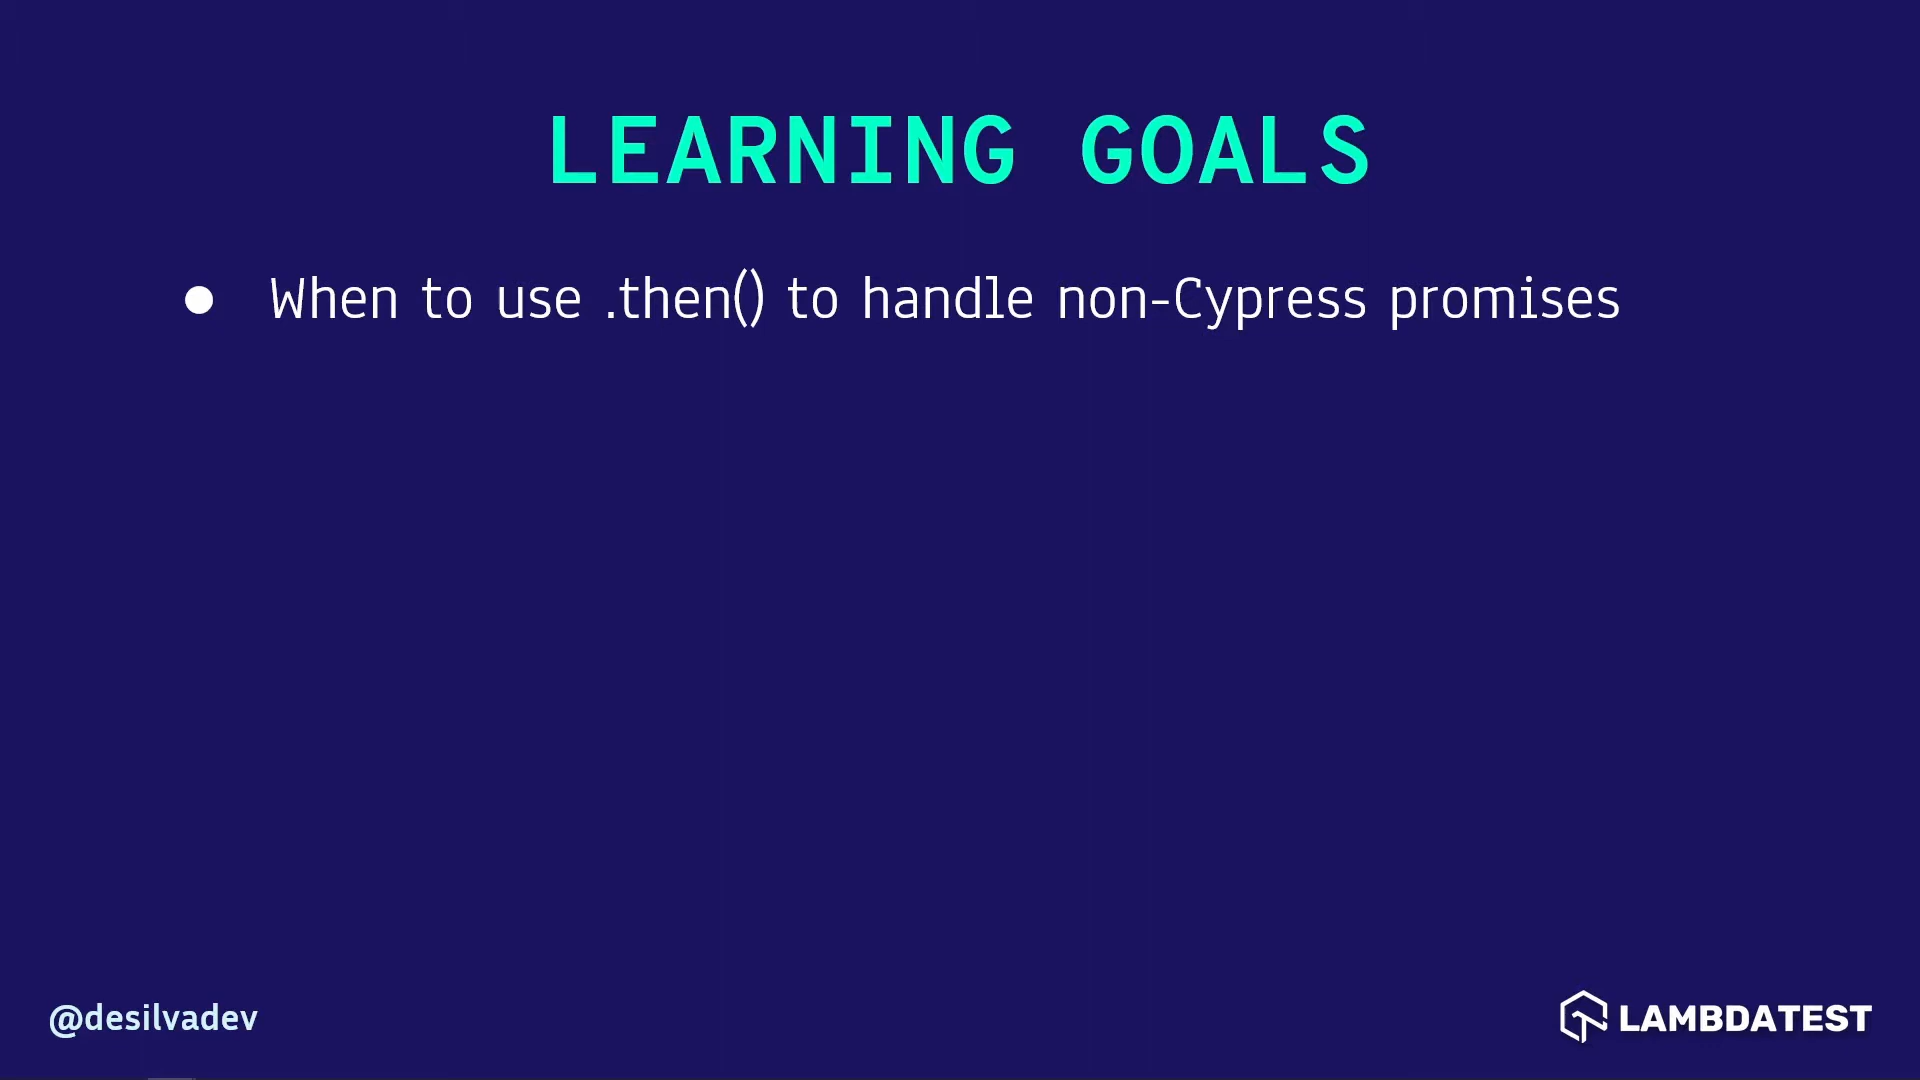 LEARNING GOALS
● When to use .then() to handle non-Cypress promises
@desilvadev
LAMBDATEST